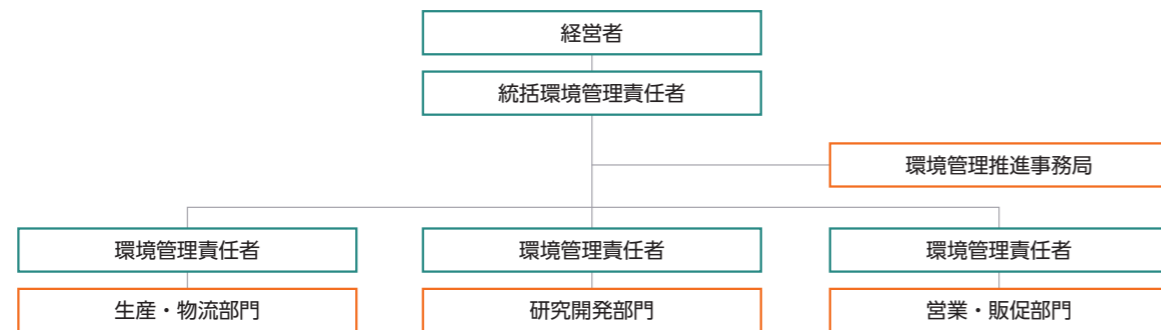 経営者
統括環境管理責任者
環境管理推進事務局
環境管理責任者
環境管理責任者
環境管理責任者
生産・物流部門
研究開発部門
営業・販促部門